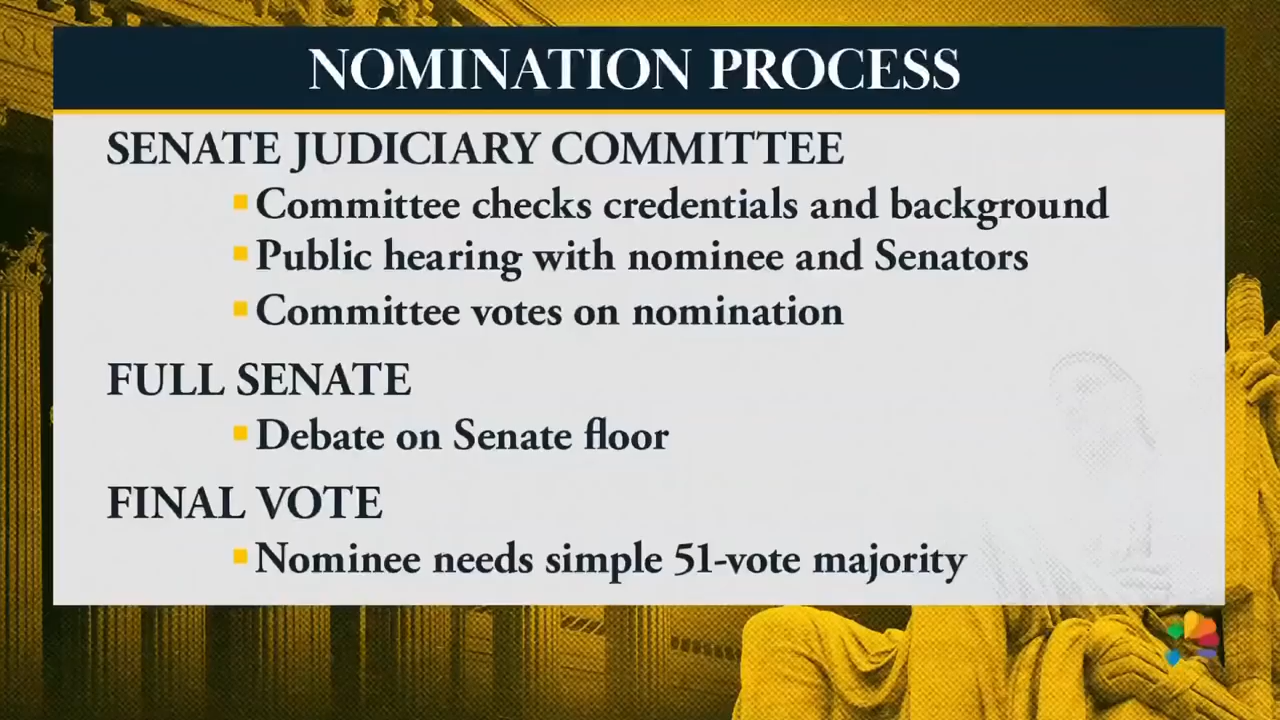 NOMINATION PROCESS
SENATE JUDICIARY COMMITTEE
Committee checks credentials and background
Public hearing with nominee and Senators
Committee votes on nomination
FULL SENATE
Debate on Senate floor
FINAL VOTE
Nominee needs simple 51-vote majority